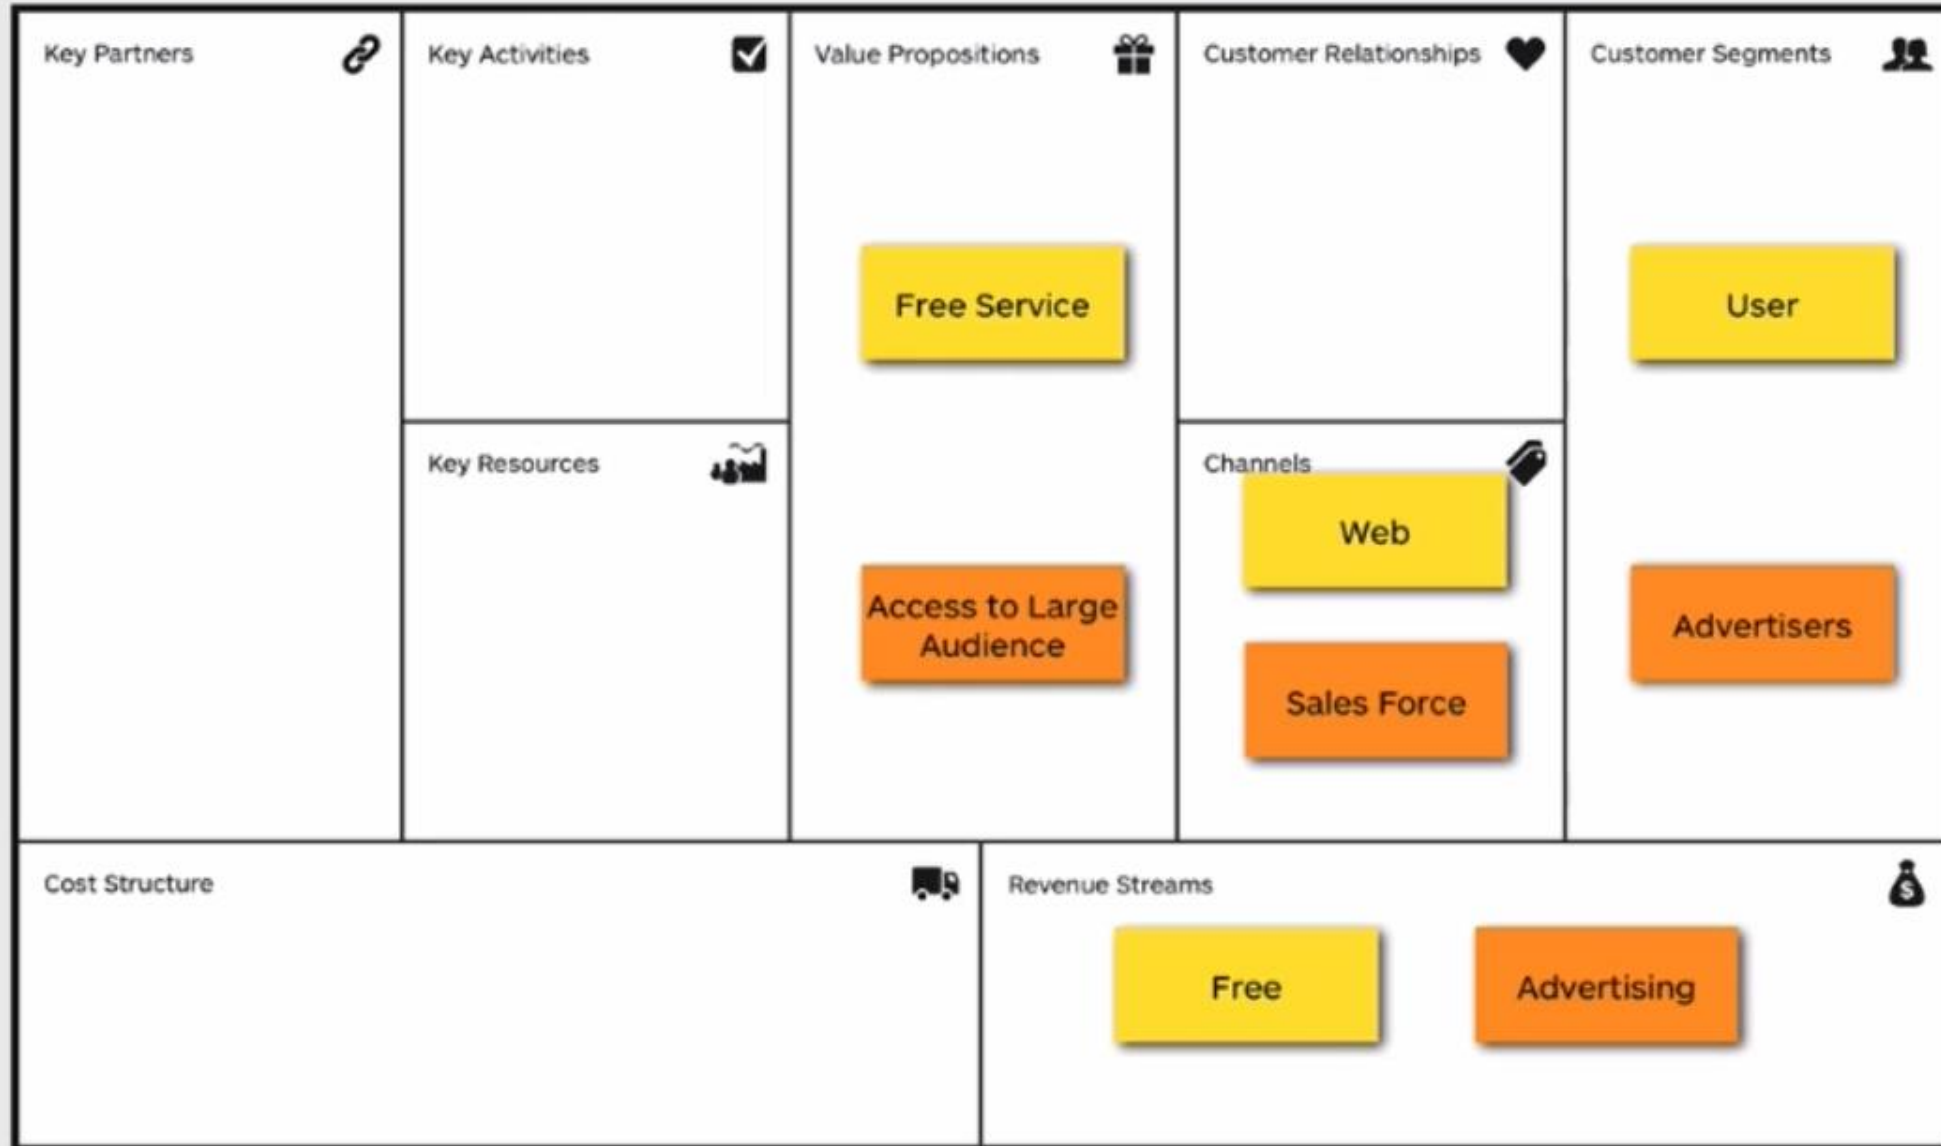 Key Partners
Key Activities
Value Propositions
Customer Relationships
Customer Segments
Free Service
User
Key Resources
Channels
Web
Access to Large
Audience
Advertisers
Sales Force
Cost Structure
Revenue Streams
$
Free
Advertising